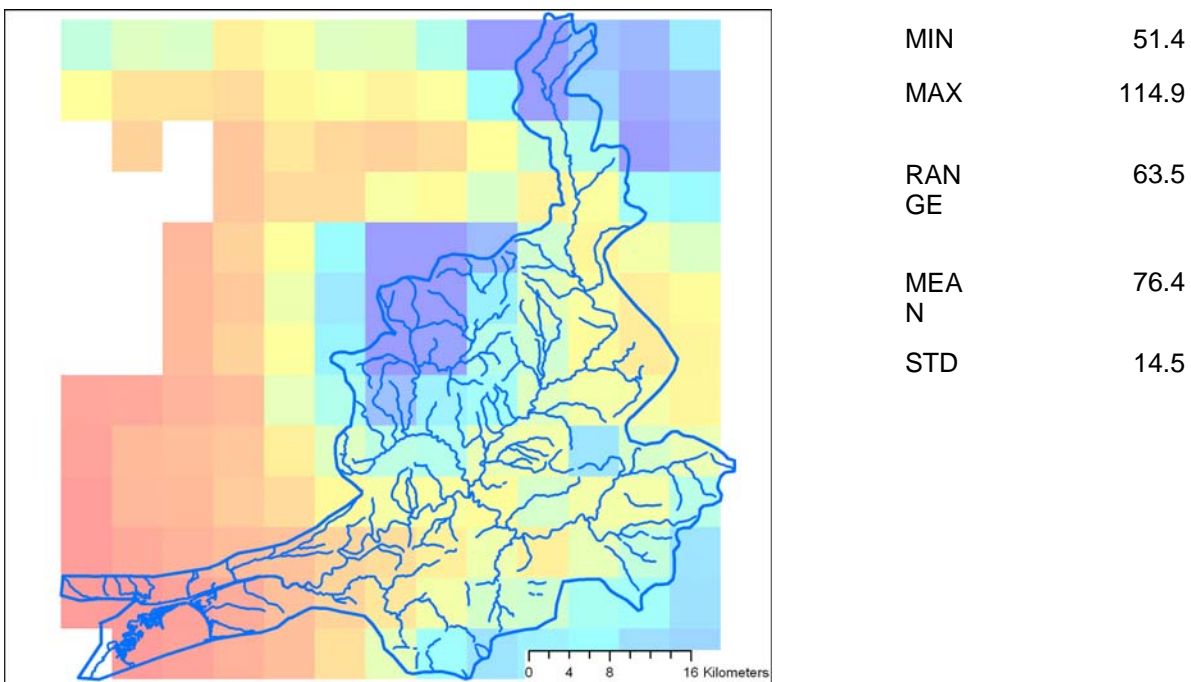 MIN 51.4
MAX 114.9
RAN 63.5
GE
MEA 76.4
N
STD 14.5
0 4 8 16 Kilometers